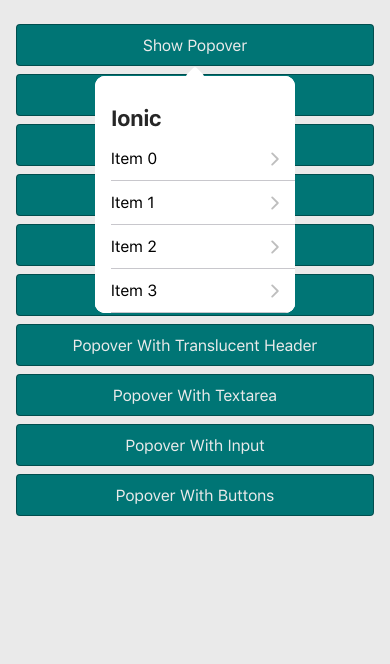 Show Popover
Ionic
Item 0
Item 1
Item 2
Item 3
Popover With Translucent Header
Popover With Textarea
Popover With Input
Popover With Buttons